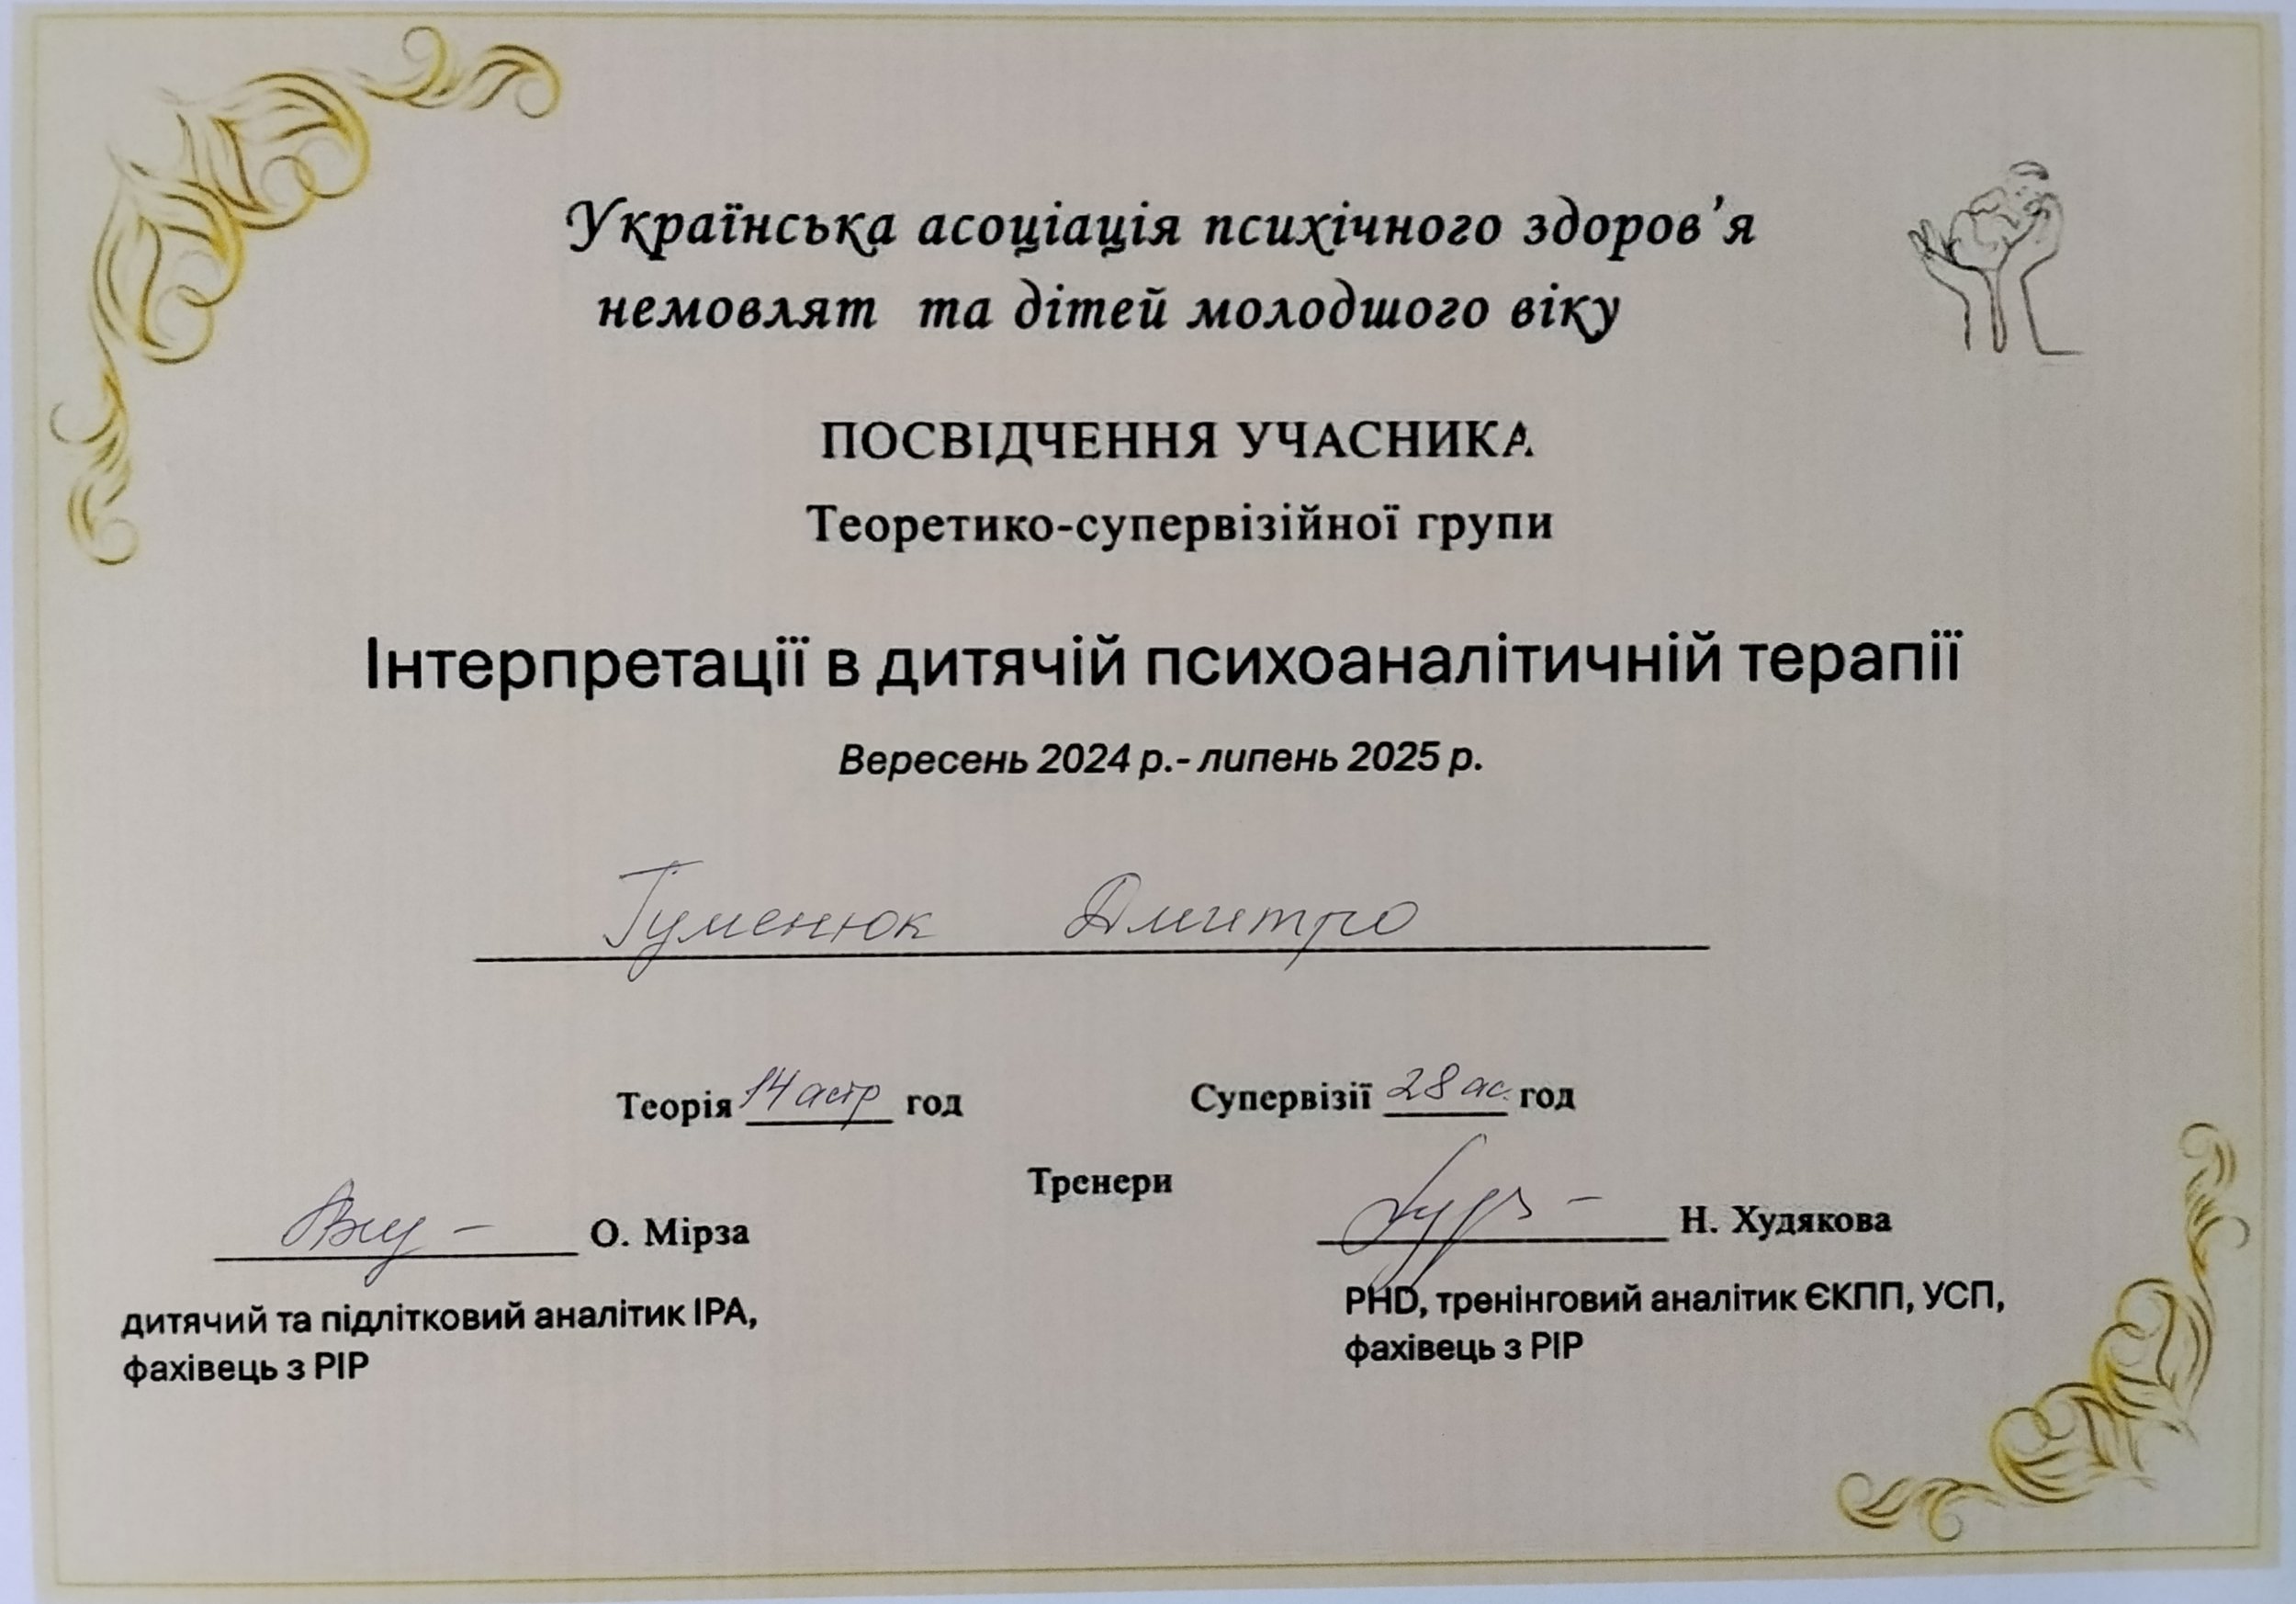 Українська асоціація психічного здоров'я
немовлят та дітей молодшого віку
ПОСВІДЧЕННЯ УЧАСНИКА
Теоретико-супервізійної групи
Інтерпретації в дитячій психоаналітичній терапії
Вересень 2024 р.- липень 2025 р.
Гуменюк Дмитро
Теорія 14 астр год Супервізії 28 ас. год
Тренери
О. Мірза Н. Худякова
дитячий та підлітковий аналітик IPA,
фахівець з PIP
PHD, тренінговий аналітик ЄКПП, УСП,
фахівець з PIP